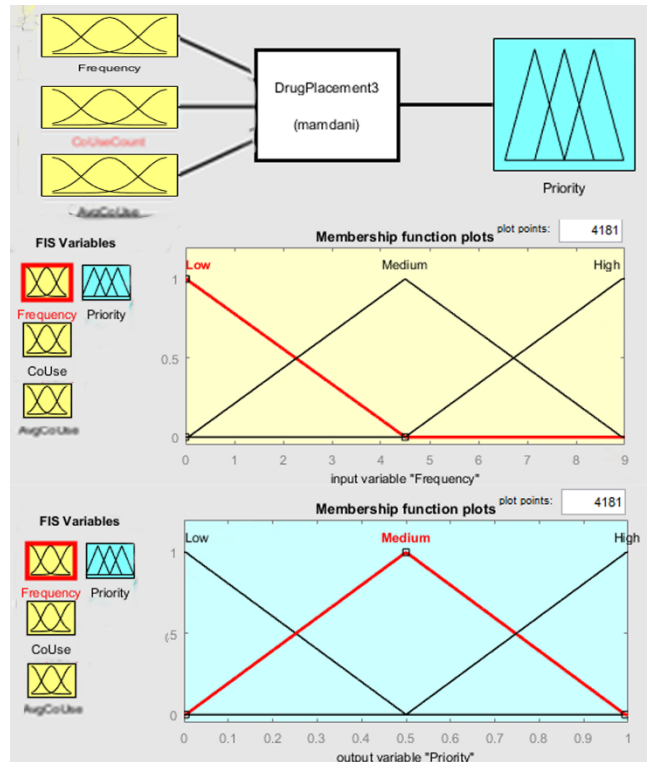 Frequency
DrugPlacement3
(mamdani)
CoUseCount
AvgCoUse
Priority
FIS Variables
Membership function plots
plot points:
4181
Low
Medium
High
Frequency
Priority
CoUse
AvgCoUse
1
0.5
0
0 1 2 3 4 5 6 7 8 9
input variable "Frequency"
FIS Variables
Membership function plots
plot points:
4181
Low
Medium
High
Frequency
Priority
CoUse
AvgCoUse
1
0.5
0
0 0.1 0.2 0.3 0.4 0.5 0.6 0.7 0.8 0.9 1
output variable "Priority"